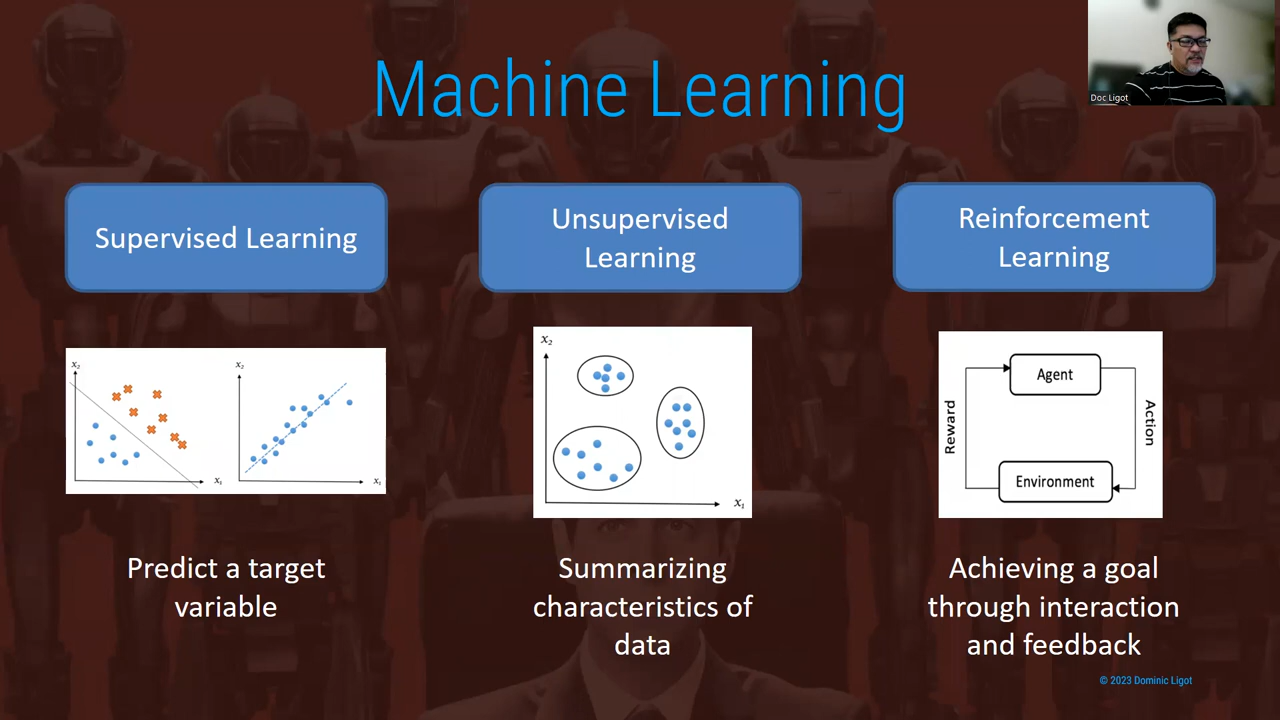 Machine Learning
Doc Ligot
Supervised Learning
Unsupervised
Learning
Reinforcement
Learning
x₂
x₁
x₂
x₁
x₂
x₁
Agent
Reward
Action
Environment
Predict a target
variable
Summarizing
characteristics of
data
Achieving a goal
through interaction
and feedback
© 2023 Dominic Ligot